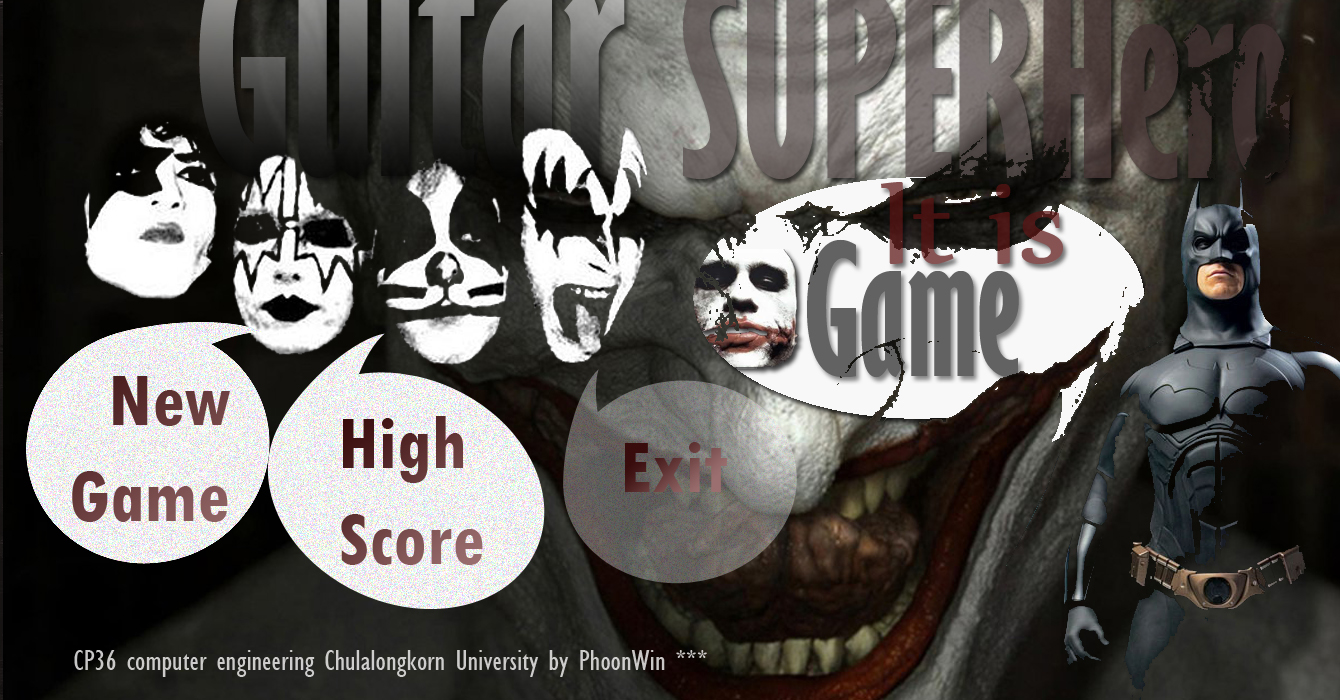 Guitar SUPERHero
It is
Game
New
Game
High
Score
Exit
CP36 computer engineering Chulalongkorn University by PhoonWin ***